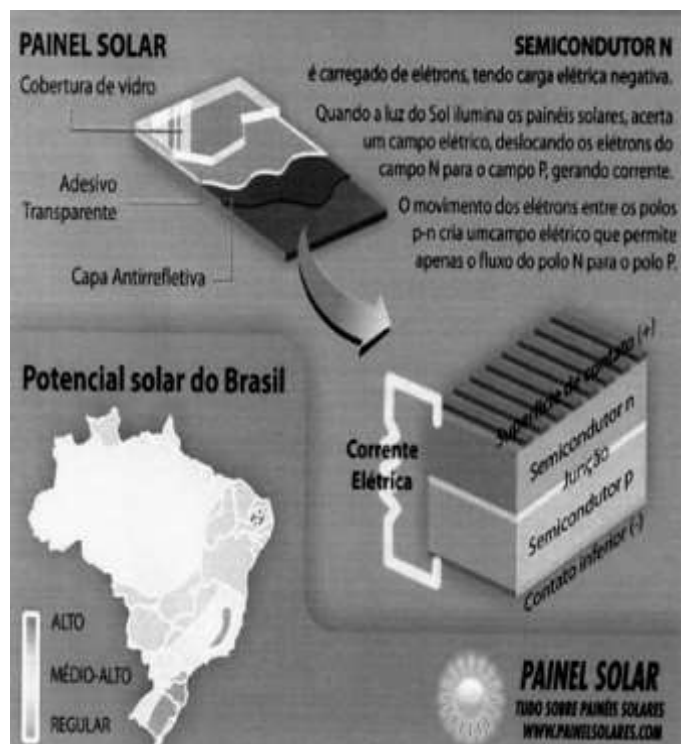 PAINEL SOLAR
Cobertura de vidro
Adesivo
Transparente
Capa Antirrefletiva
SEMICONDUTOR N
é carregado de elétrons, tendo carga elétrica negativa.
Quando a luz do Sol ilumina os painéis solares, acerta
um campo elétrico, deslocando os elétrons do
campo N para o campo P, gerando corrente.
O movimento dos elétrons entre os polos
p-n cria umcampo elétrico que permite
apenas o fluxo do polo N para o polo P.
Potencial solar do Brasil
ALTO
MÉDIO-ALTO
REGULAR
Corrente
Elétrica
Superfície de contato (+)
Semicondutor n
Junção
Semicondutor p
Contato inferior (-)
PAINEL SOLAR
TUDO SOBRE PAINÉIS SOLARES
WWW.PAINELSOLARES.COM